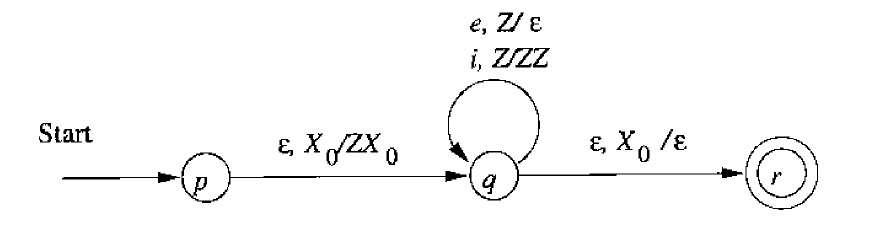 e, Z/ ε
i, Z/ZZ
Start
ε, X₀/ZX₀
ε, X₀ /ε
p
q
r